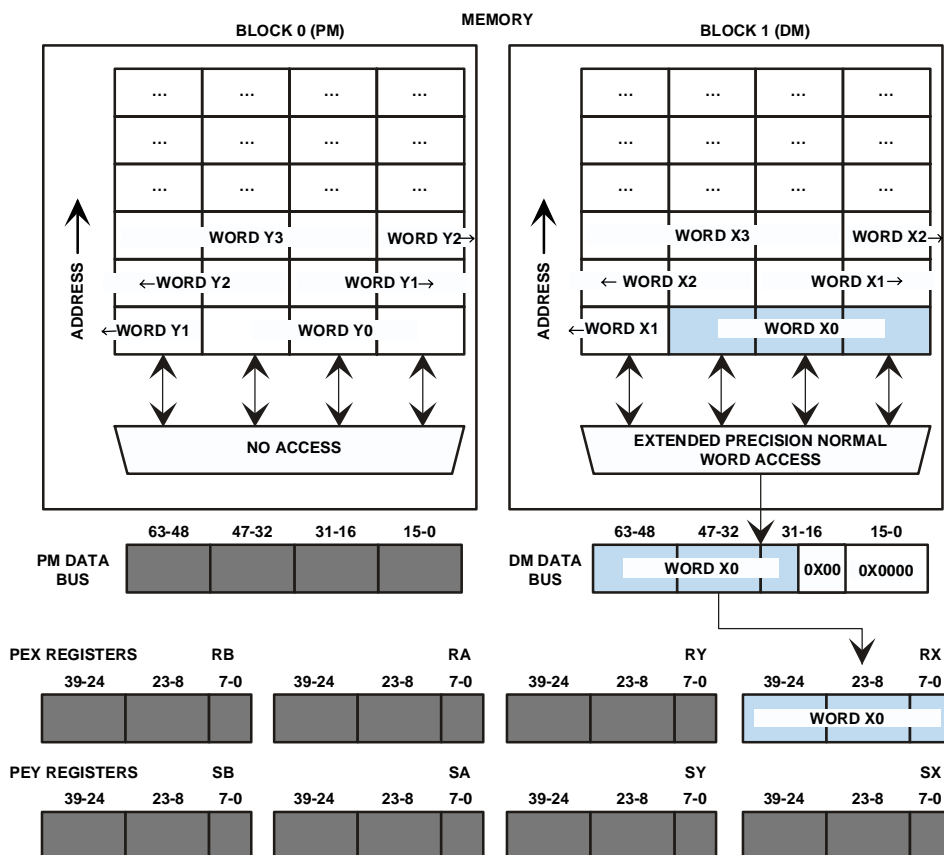 MEMORY
BLOCK 0 (PM) BLOCK 1 (DM)
... ... ... ... ... ... ... ...
... ... ... ... ... ... ... ...
... ... ... ... ... ... ... ...
WORD Y3 WORD Y2→ WORD X3 WORD X2→
←WORD Y2 WORD Y1→ ← WORD X2 WORD X1→
←WORD Y1 WORD Y0 ←WORD X1 WORD X0
ADDRESS ADDRESS
NO ACCESS EXTENDED PRECISION NORMAL
WORD ACCESS
63-48 47-32 31-16 15-0 63-48 47-32 31-16 15-0
PM DATA DM DATA WORD X0 0X00 0X0000
BUS BUS
PEX REGISTERS RB RA RY RX
39-24 23-8 7-0 39-24 23-8 7-0 39-24 23-8 7-0 39-24 23-8 7-0
WORD X0
PEY REGISTERS SB SA SY SX
39-24 23-8 7-0 39-24 23-8 7-0 39-24 23-8 7-0 39-24 23-8 7-0